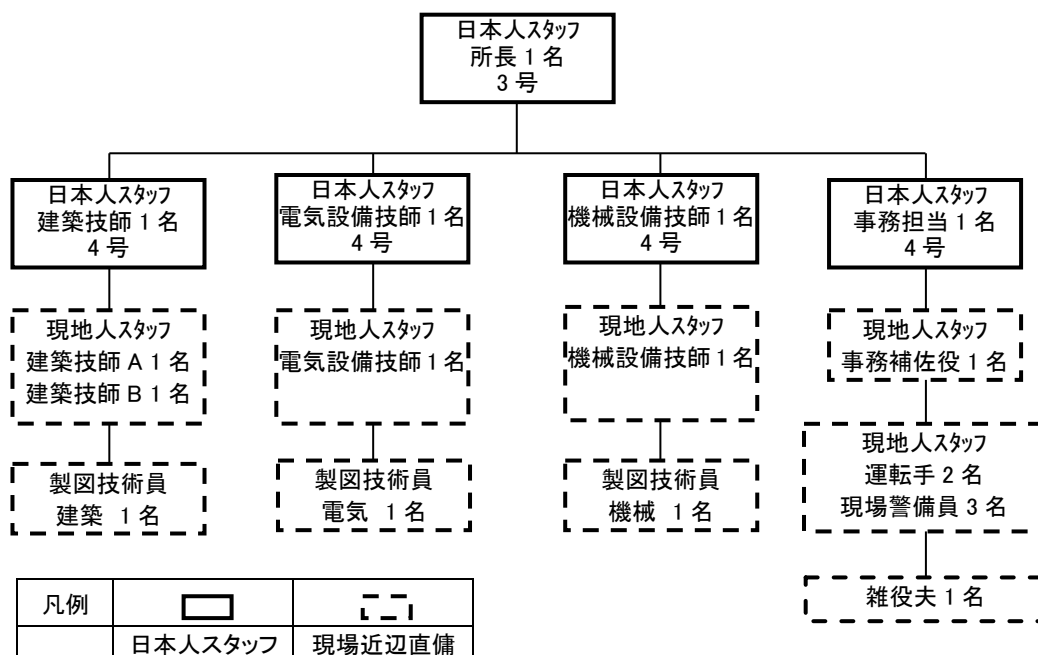 日本人スタッフ
所長 1 名
3 号
日本人スタッフ
建築技師 1 名
4 号
日本人スタッフ
電気設備技師 1 名
4 号
日本人スタッフ
機械設備技師 1 名
4 号
日本人スタッフ
事務担当 1 名
4 号
現地人スタッフ
建築技師 A 1 名
建築技師 B 1 名
現地人スタッフ
電気設備技師 1 名
現地人スタッフ
機械設備技師 1 名
現地人スタッフ
事務補佐役 1 名
製図技術員
建築 1 名
製図技術員
電気 1 名
製図技術員
機械 1 名
現地人スタッフ
運転手 2 名
現場警備員 3 名
雑役夫 1 名
凡例
日本人スタッフ 現場近辺直傭